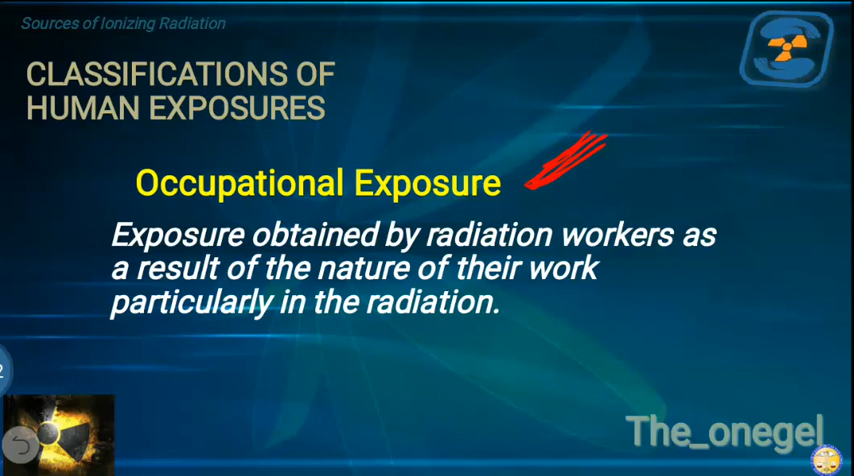 Sources of Ionizing Radiation
CLASSIFICATIONS OF
HUMAN EXPOSURES
Occupational Exposure
Exposure obtained by radiation workers as
a result of the nature of their work
particularly in the radiation.
2
The_onegel